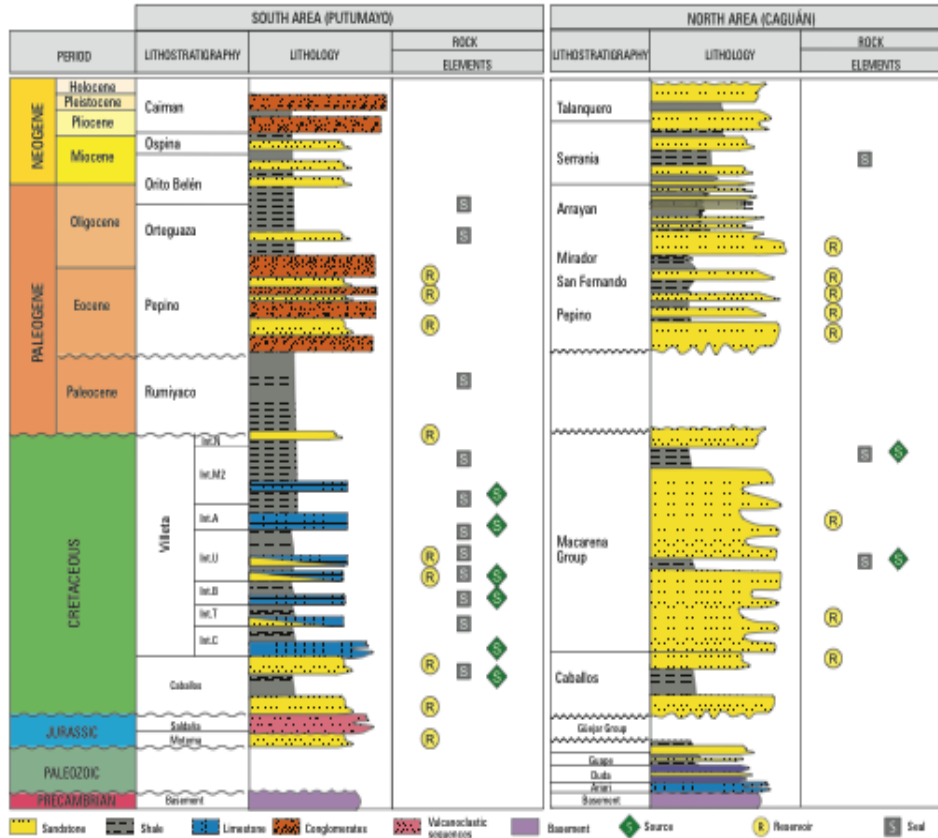 SOUTH AREA (PUTUMAYO)
NORTH AREA (CAGUÁN)
PERIOD
LITHOSTRATIGRAPHY
LITHOLOGY
ROCK
ELEMENTS
LITHOSTRATIGRAPHY
LITHOLOGY
ROCK
ELEMENTS
NEOGENE
Holocene
Pleistocene
Pliocene
Miocene
PALEOGENE
Oligocene
Eocene
Paleocene
CRETACEOUS
JURASSIC
PALEOZOIC
PRECAMBRIAN
Caiman
Ospina
Orito Belén
Orteguaza
Pepino
Rumiyaco
Villeta
Int.N
Int.M2
Int.A
Int.U
Int.B
Int.T
Int.C
Caballos
Saldaña
Motema
Basement
S
S
R
R
R
S
R
S
S
S
S
S
S
R
S
R
S
S
S
S
S
S
R
S
S
R
R
Talanquero
Serrania
Arrayan
Mirador
San Fernando
Pepino
Macarena
Group
Caballos
Güejar Group
Guape
Duda
Ariari
Basement
S
R
R
R
R
R
S
S
R
S
S
R
R
Sandstone
Shale
Limestone
Conglomerates
Vulcanoclastic
sequences
Basement
S
Source
R
Reservoir
S
Seal